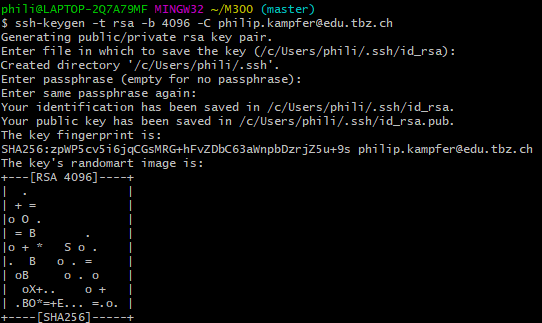 phili@LAPTOP-2Q7A79MF MINGW32 ~/M300 (master)
$ ssh-keygen -t rsa -b 4096 -C philip.kampfer@edu.tbz.ch
Generating public/private rsa key pair.
Enter file in which to save the key (/c/Users/phili/.ssh/id_rsa):
Created directory '/c/Users/phili/.ssh'.
Enter passphrase (empty for no passphrase):
Enter same passphrase again:
Your identification has been saved in /c/Users/phili/.ssh/id_rsa.
Your public key has been saved in /c/Users/phili/.ssh/id_rsa.pub.
The key fingerprint is:
SHA256:zpWP5cv5i6jqCGsMRG+hFvZDbC63aWnpbDzrjZ5u+9s philip.kampfer@edu.tbz.ch
The key's randomart image is:
+---[RSA 4096]----+
|  .              |
| + =             |
|o O .            |
| = B       .     |
|o + *   S o .    |
|.  B   o . =     |
| oB     o . o    |
|  oX+..    o +   |
| .BO*=+E... =.o. |
+----[SHA256]-----+